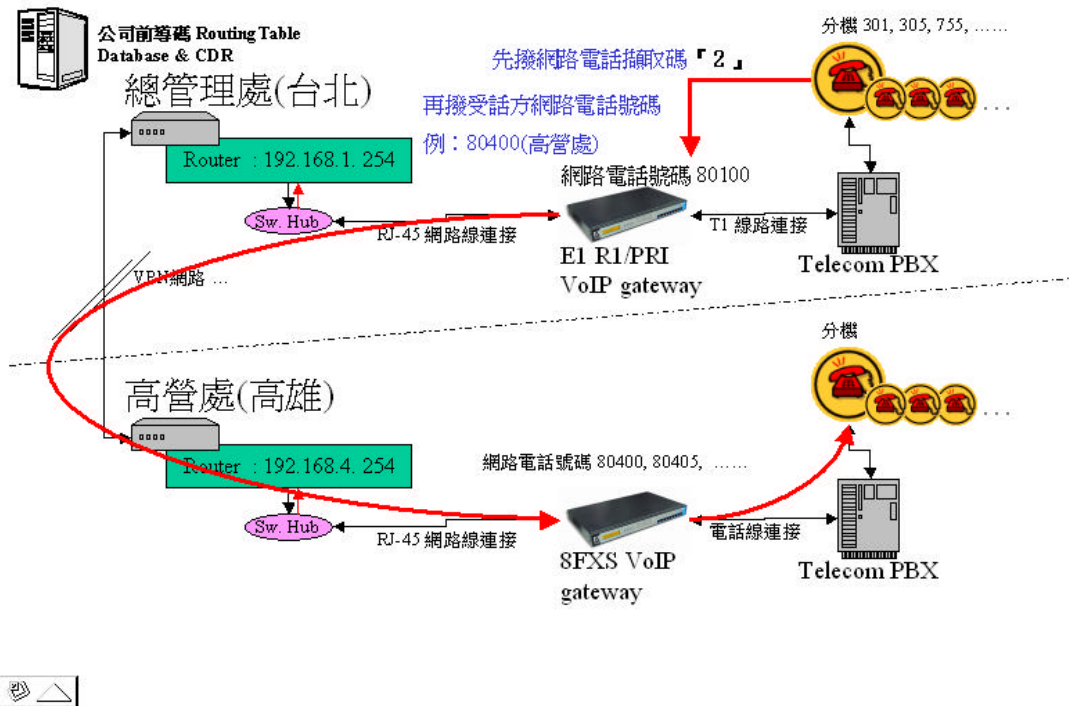 公司前導碼 Routing Table
Database & CDR
總管理處(台北)
Router : 192.168.1. 254
Sw. Hub
RJ-45 網路線連接
VPN網路 ...
先撥網路電話擷取碼『2』
再撥受話方網路電話號碼
例：80400(高營處)
網路電話號碼 80100
E1 R1/PRI
VoIP gateway
T1 線路連接
分機 301, 305, 755, ……
...
Telecom PBX
高營處(高雄)
Router : 192.168.4. 254
Sw. Hub
RJ-45 網路線連接
網路電話號碼 80400, 80405, ……
8FXS VoIP
gateway
電話線連接
分機
...
Telecom PBX